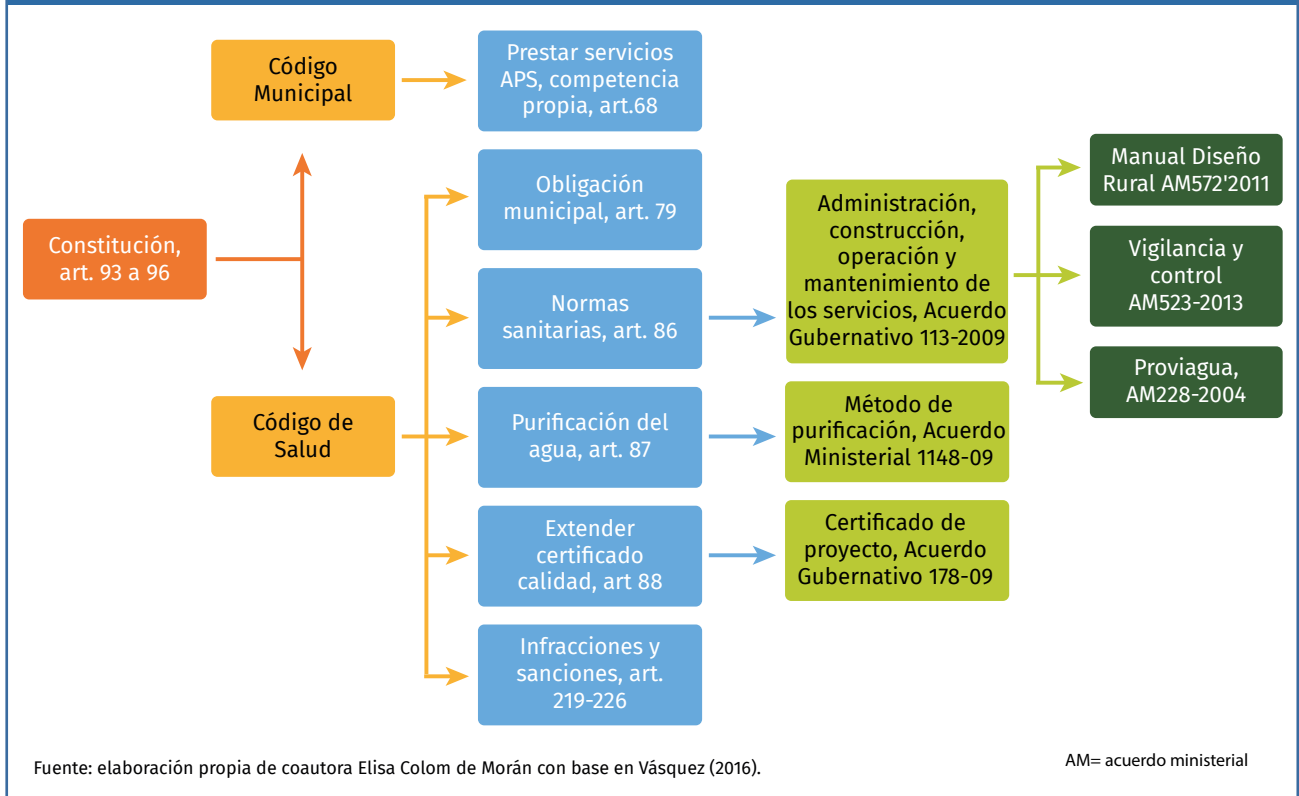 Código
Municipal
Prestar servicios
APS, competencia
propia, art.68
Constitución,
art. 93 a 96
Código de
Salud
Obligación
municipal, art. 79
Normas
sanitarias, art. 86
Purificación del
agua, art. 87
Extender
certificado
calidad, art 88
Infracciones y
sanciones, art.
219-226
Administración,
construcción,
operación y
mantenimiento de
los servicios, Acuerdo
Gubernativo 113-2009
Método de
purificación, Acuerdo
Ministerial 1148-09
Certificado de
proyecto, Acuerdo
Gubernativo 178-09
Manual Diseño
Rural AM572'2011
Vigilancia y
control
AM523-2013
Proviagua,
AM228-2004
Fuente: elaboración propia de coautora Elisa Colom de Morán con base en Vásquez (2016).
AM= acuerdo ministerial